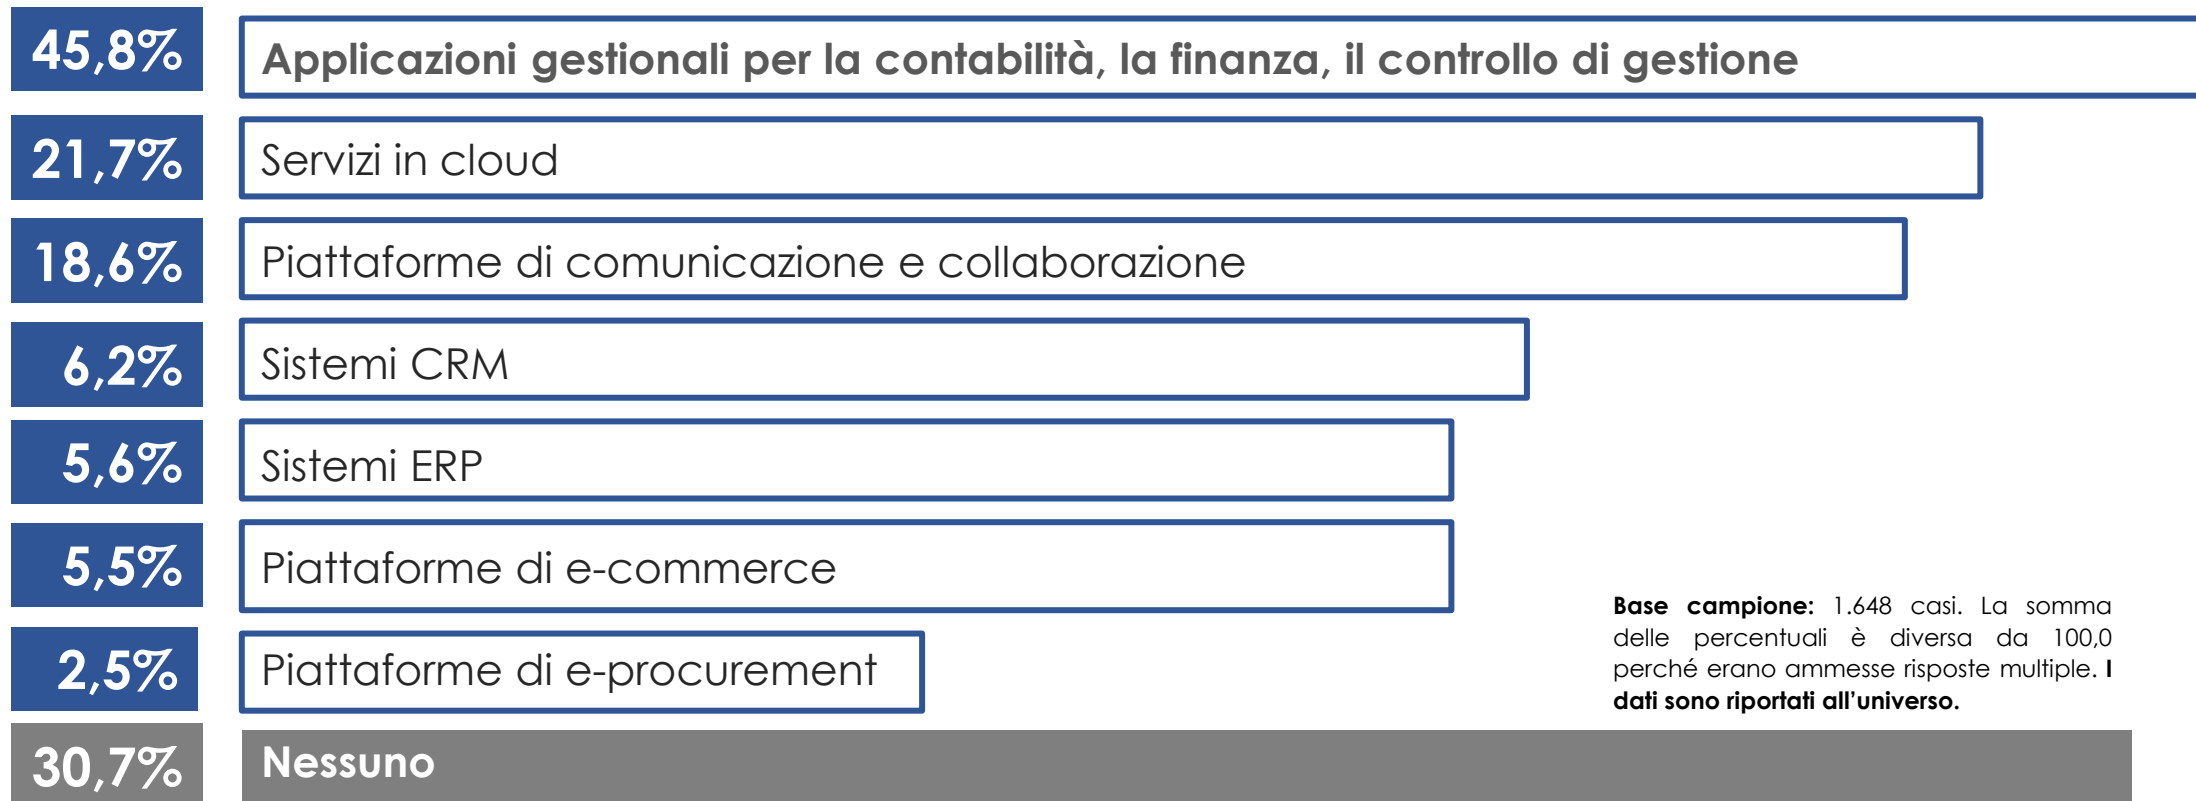 45,8% Applicazioni gestionali per la contabilità, la finanza, il controllo di gestione
21,7% Servizi in cloud
18,6% Piattaforme di comunicazione e collaborazione
6,2% Sistemi CRM
5,6% Sistemi ERP
5,5% Piattaforme di e-commerce
2,5% Piattaforme di e-procurement
30,7% Nessuno
Base campione: 1.648 casi. La somma
delle percentuali è diversa da 100,0
perché erano ammesse risposte multiple. I
dati sono riportati all’universo.